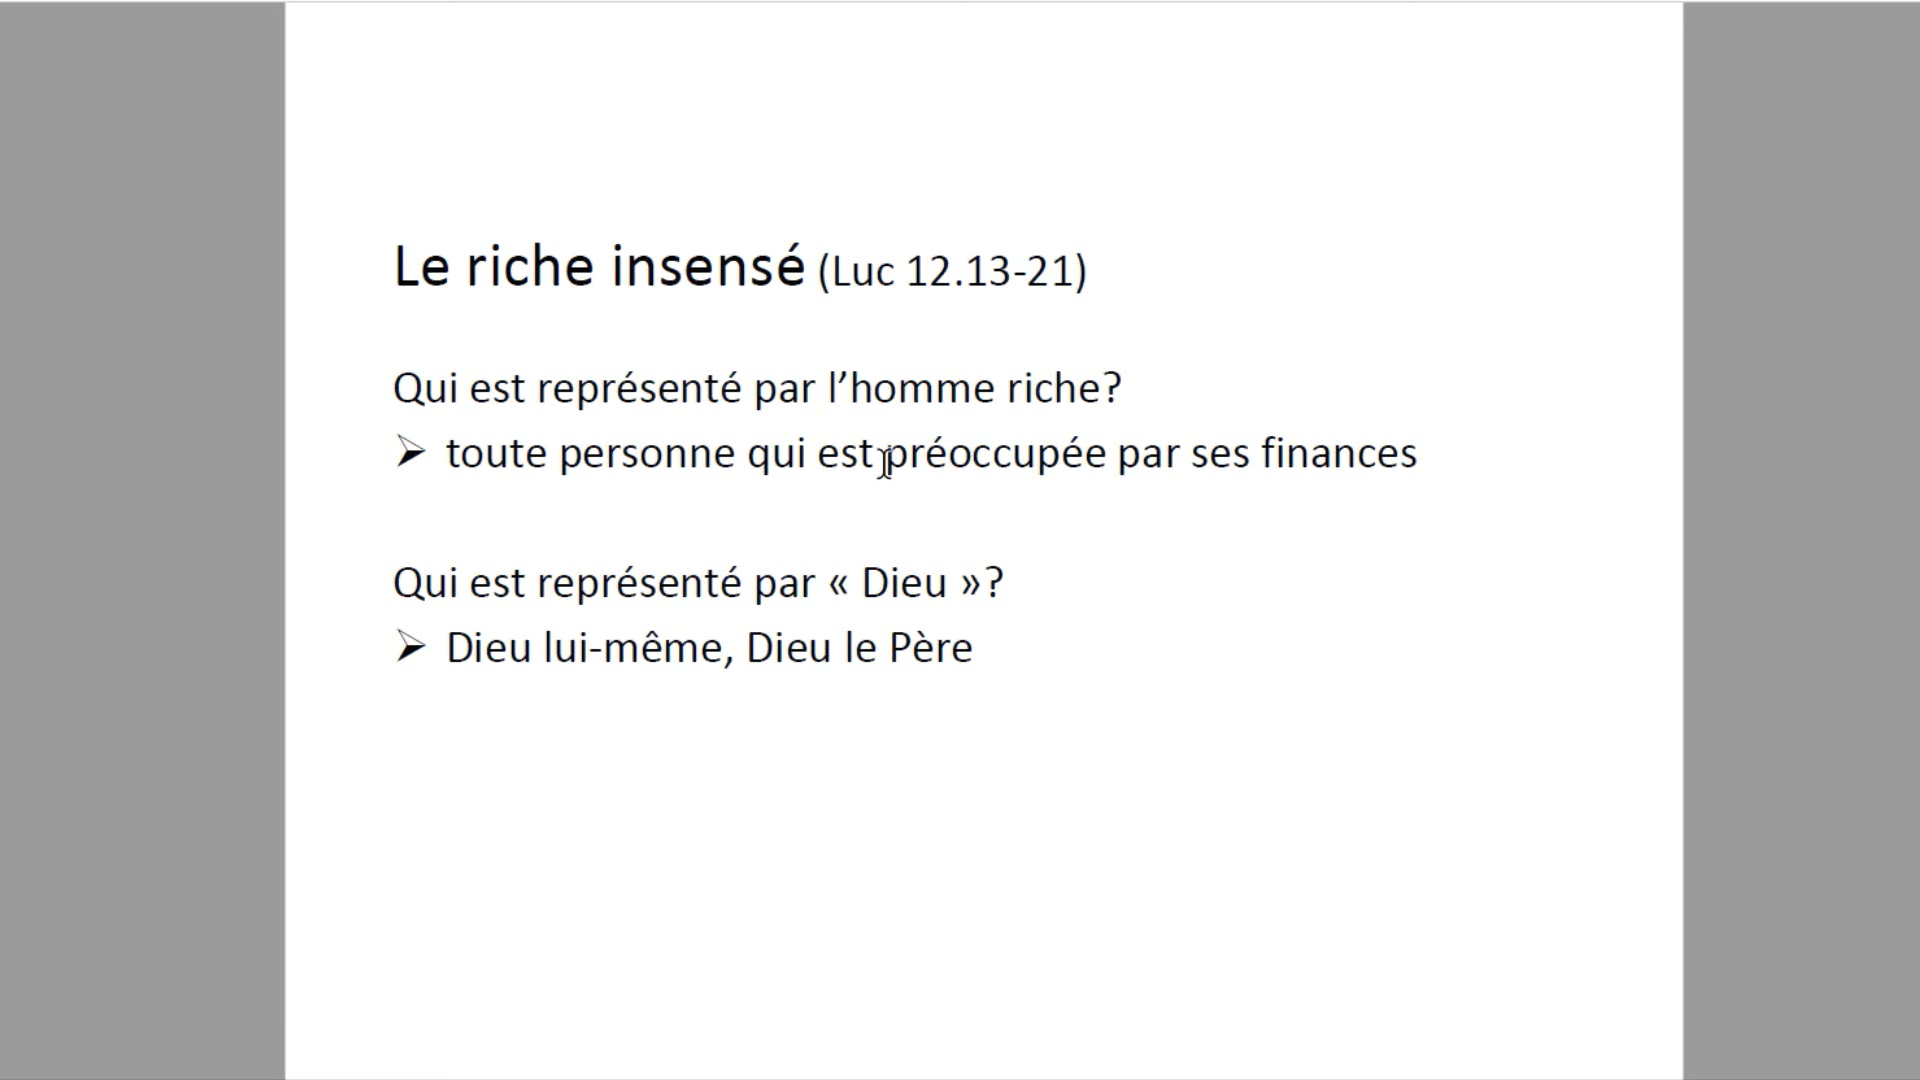 Le riche insensé (Luc 12.13-21)
Qui est représenté par l’homme riche?
➢ toute personne qui est préoccupée par ses finances
Qui est représenté par « Dieu »?
➢ Dieu lui-même, Dieu le Père